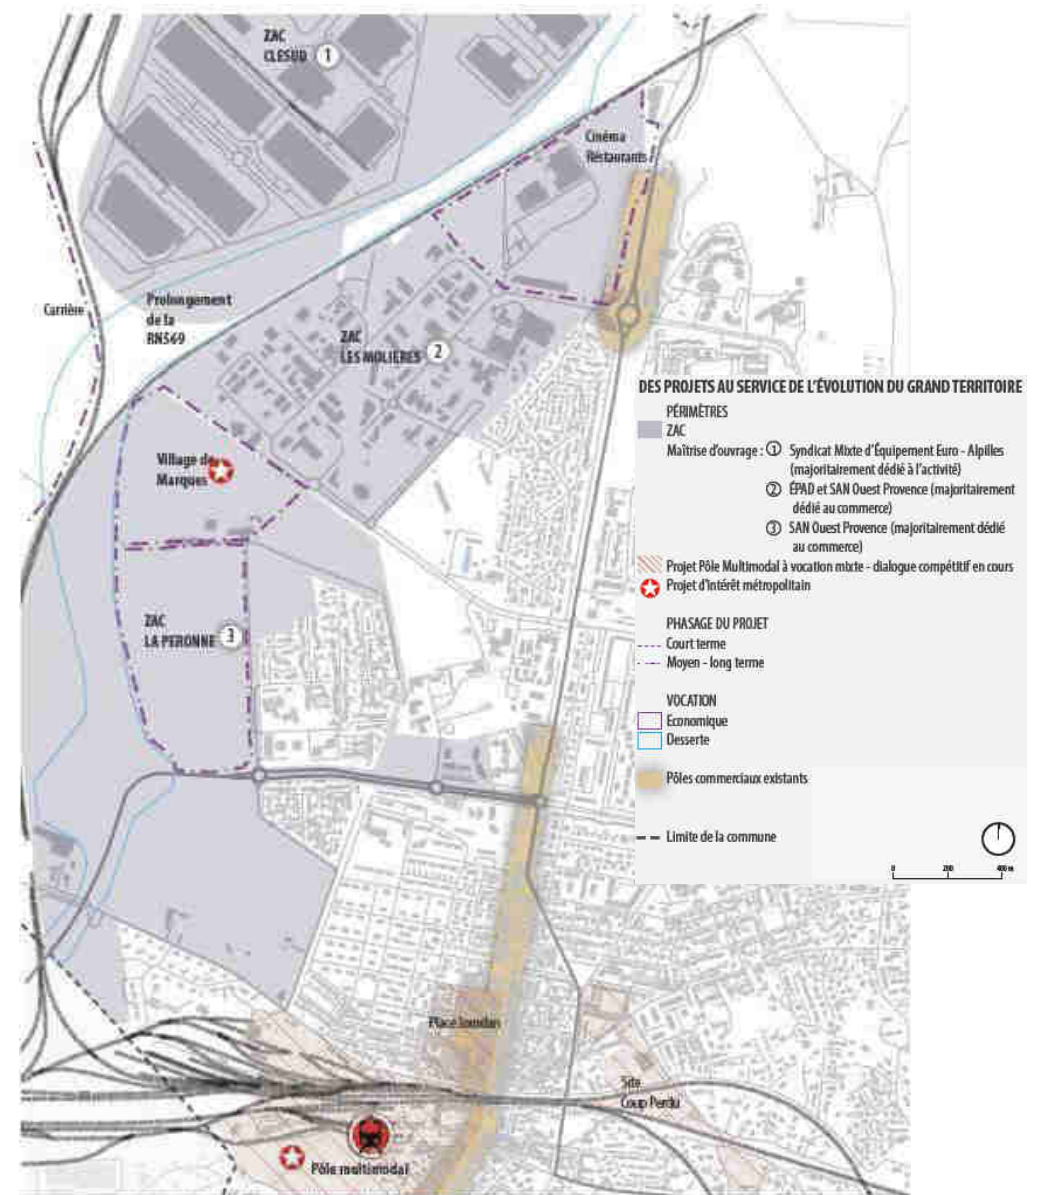 ZAC
CLESUD 1
Cinéma
Restaurants
Carrière
Prolongement
de la
RN569
ZAC
LES MOLIERES 2
Village de
Marques
ZAC
LA PERONNE 3
Place Jourdan
Site
Coup Perdu
Pôle multimodal
DES PROJETS AU SERVICE DE L'ÉVOLUTION DU GRAND TERRITOIRE
PÉRIMÈTRES
ZAC
Maîtrise d'ouvrage : 1 Syndicat Mixte d'Équipement Euro - Alpilles
(majoritairement dédié à l'activité)
2 ÉPAD et SAN Ouest Provence (majoritairement
dédié au commerce)
3 SAN Ouest Provence (majoritairement dédié
au commerce)
Projet Pôle Multimodal à vocation mixte - dialogue compétitif en cours
Projet d'intérêt métropolitain
PHASAGE DU PROJET
Court terme
Moyen - long terme
VOCATION
Economique
Desserte
Pôles commerciaux existants
Limite de la commune
0 200 400 m